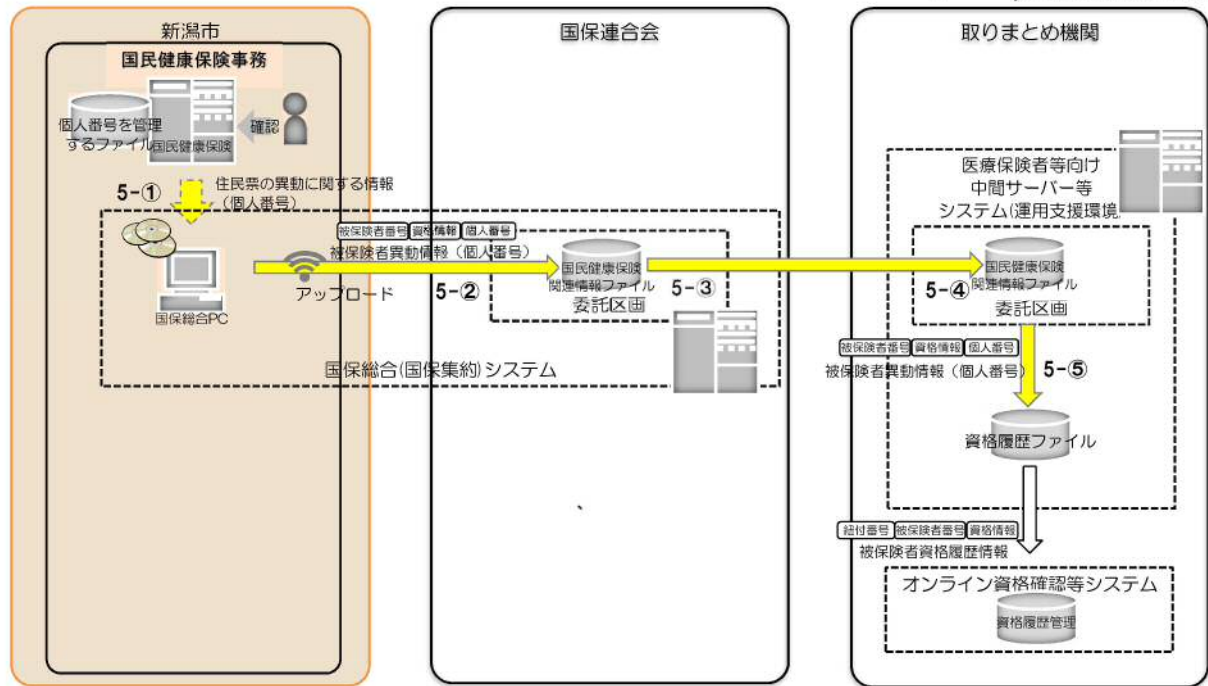 新潟市
国民健康保険事務
個人番号を管理
するファイル
国民健康保険
確認
5-①
住民票の異動に関する情報
（個人番号）
国保総合PC
アップロード
被保険者番号 資格情報 個人番号
被保険者異動情報（個人番号）
5-②
国保連合会
国民健康保険
関連情報ファイル
委託区画
5-③
国保総合(国保集約)システム
取りまとめ機関
医療保険者等向け
中間サーバー等
システム(運用支援環境
国民健康保険
関連情報ファイル
5-④
委託区画
被保険者番号 資格情報 個人番号
被保険者異動情報（個人番号）
5-⑤
資格履歴ファイル
紐付番号 被保険者番号 資格情報
被保険者資格履歴情報
オンライン資格確認等システム
資格履歴管理